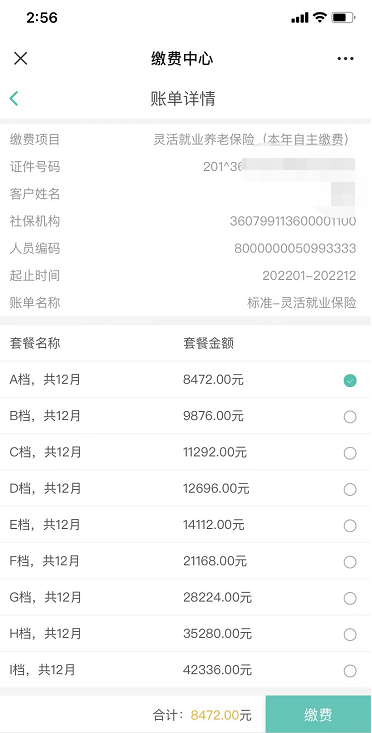 2:56
缴费中心
账单详情
缴费项目 灵活就业养老保险（本年自主缴费）
证件号码 201^36
客户姓名
社保机构 360799113600001100
人员编码 8000000050993333
起止时间 202201-202212
账单名称 标准-灵活就业保险
套餐名称 套餐金额
A档，共12月 8472.00元
B档，共12月 9876.00元
C档，共12月 11292.00元
D档，共12月 12696.00元
E档，共12月 14112.00元
F档，共12月 21168.00元
G档，共12月 28224.00元
H档，共12月 35280.00元
I档，共12月 42336.00元
合计：8472.00元 缴费